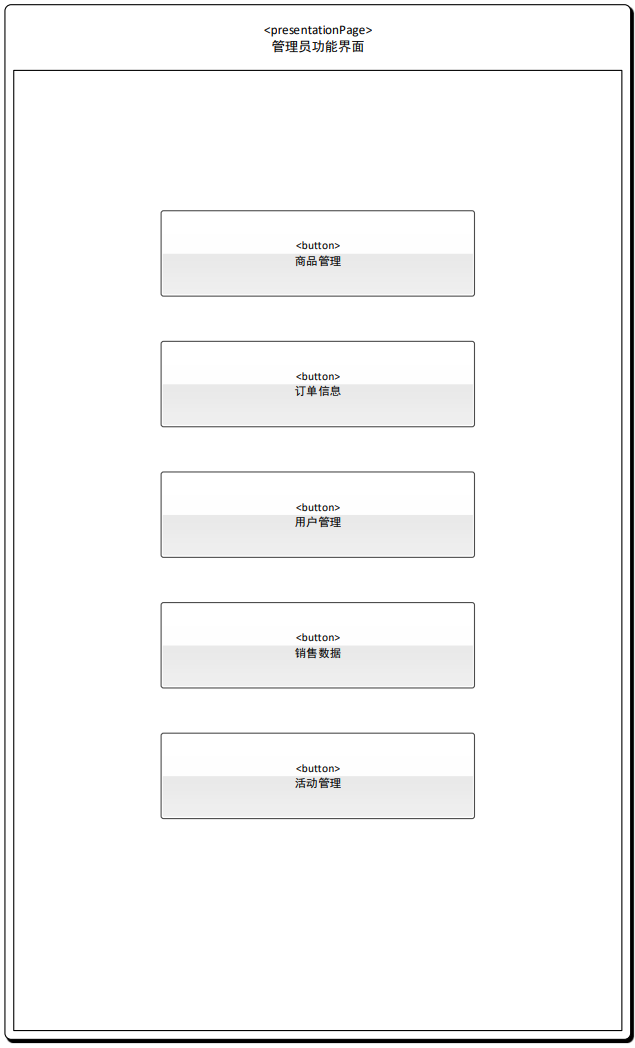 <presentationPage>
管理员功能界面
<button>
商品管理
<button>
订单信息
<button>
用户管理
<button>
销售数据
<button>
活动管理